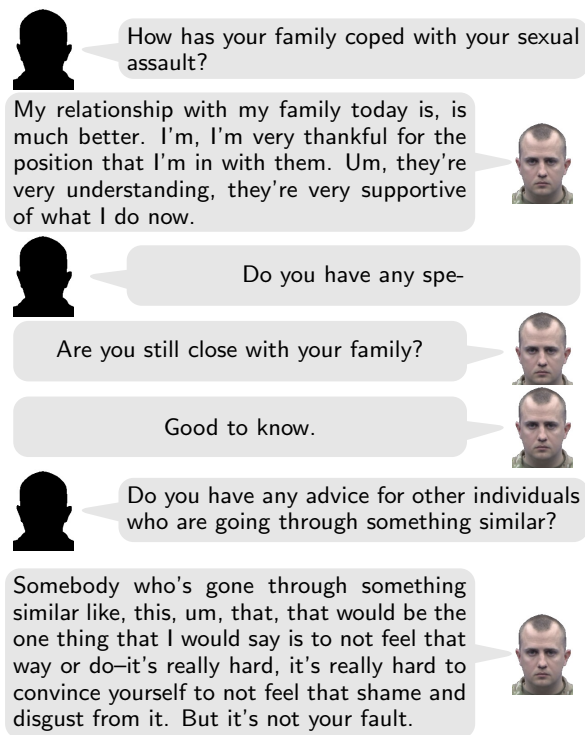 How has your family coped with your sexual
assault?
My relationship with my family today is, is
much better. I'm, I'm very thankful for the
position that I'm in with them. Um, they're
very understanding, they're very supportive
of what I do now.
Do you have any spe-
Are you still close with your family?
Good to know.
Do you have any advice for other individuals
who are going through something similar?
Somebody who's gone through something
similar like, this, um, that, that would be the
one thing that I would say is to not feel that
way or do–it's really hard, it's really hard to
convince yourself to not feel that shame and
disgust from it. But it's not your fault.